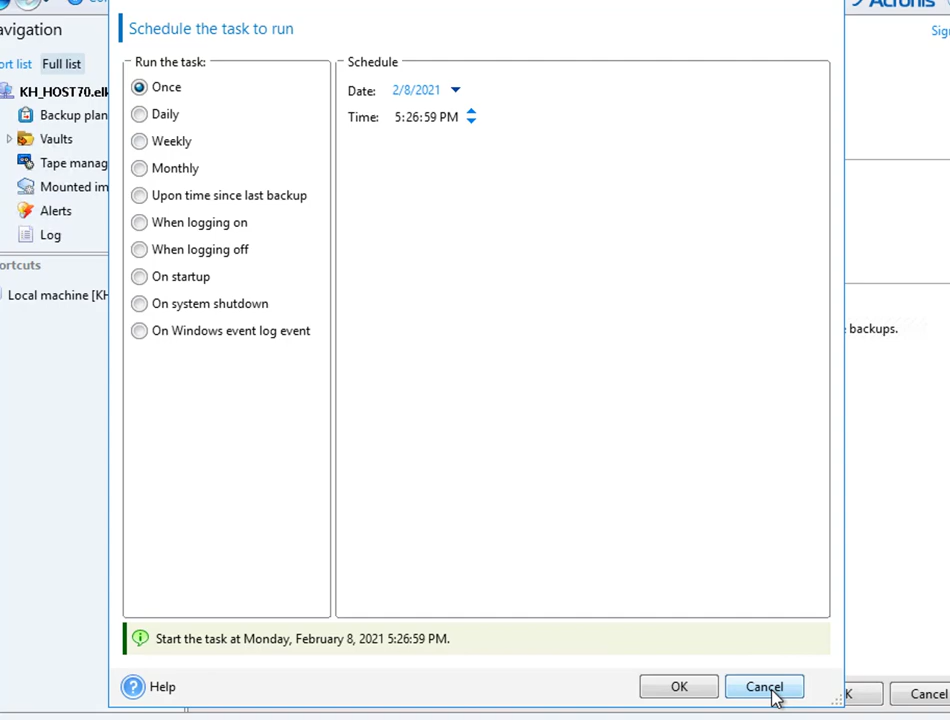 Acronis
Schedule the task to run
avigation
Sig
ort list Full list
Run the task:
Schedule
Once
Date: 2/8/2021
KH_HOST70.elk
Daily
Time: 5:26:59 PM
Backup plan
Weekly
Vaults
Monthly
Tape manag
Upon time since last backup
Mounted im
When logging on
Alerts
When logging off
Log
On startup
ortcuts
On system shutdown
Local machine [KH
On Windows event log event
backups.
Start the task at Monday, February 8, 2021 5:26:59 PM.
Help
OK
Cancel
K
Cancel